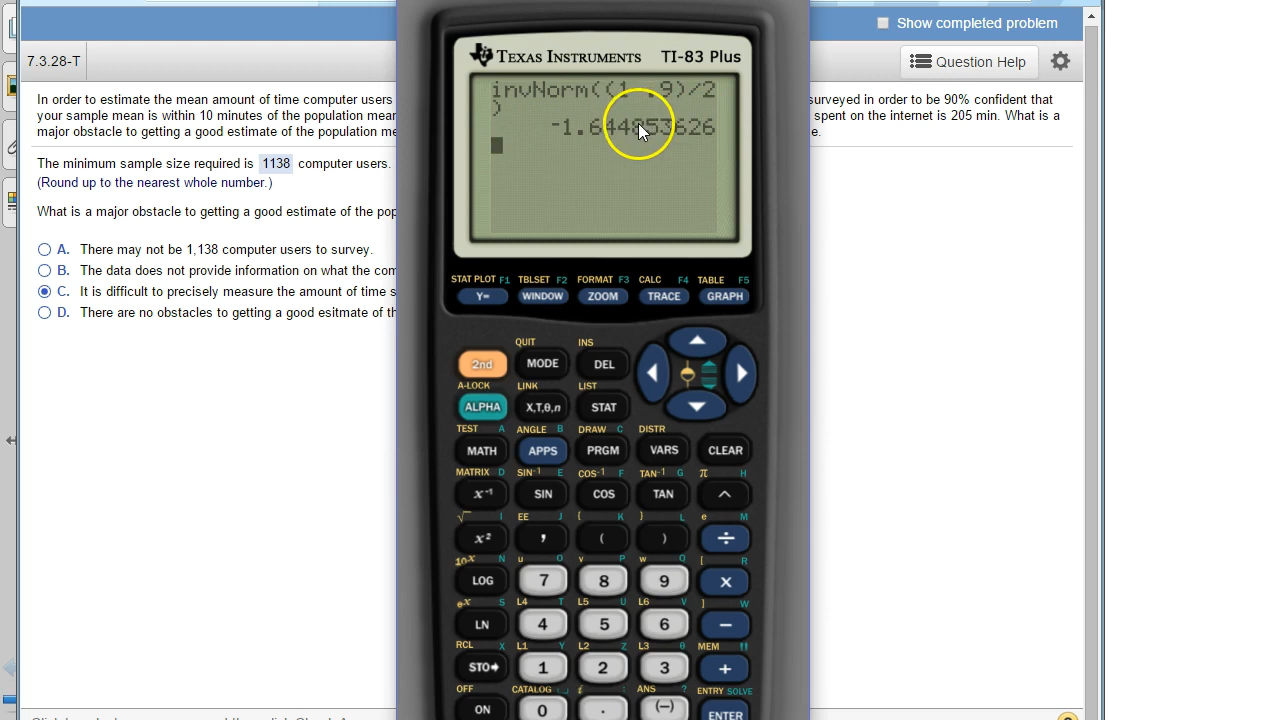 Show completed problem
7.3.28-T
Question Help
In order to estimate the mean amount of time computer users
surveyed in order to be 90% confident that
your sample mean is within 10 minutes of the population mean
spent on the internet is 205 min. What is a
major obstacle to getting a good estimate of the population me
e.
The minimum sample size required is 1138 computer users.
(Round up to the nearest whole number.)
What is a major obstacle to getting a good estimate of the pop
A. There may not be 1,138 computer users to survey.
B. The data does not provide information on what the com
C. It is difficult to precisely measure the amount of time s
D. There are no obstacles to getting a good esitmate of th
TEXAS INSTRUMENTS TI-83 Plus
invNorm((1-.9)/2
)
-1.644853626
STAT PLOT F1 TBLSET F2 FORMAT F3 CALC F4 TABLE F5
Y= WINDOW ZOOM TRACE GRAPH
QUIT INS
2nd MODE DEL
A-LOCK LINK LIST
ALPHA X,T,θ,n STAT
TEST A ANGLE B DRAW C DISTR
MATH APPS PRGM VARS CLEAR
MATRIX D SIN-1 E COS-1 F TAN-1 G π H
x-1 SIN COS TAN ^
√ I EE J { K } L e M
x² , ( ) ÷
10x N u O v P w Q [ R
LOG 7 8 9 X
ex S L4 T L5 U L6 V ] W
LN 4 5 6 −
RCL X L1 Y L2 Z L3 θ MEM "
STO➔ 1 2 3 +
OFF CATALOG ⎵ i : ANS ? ENTRY SOLVE
ON 0 . (−) ENTER